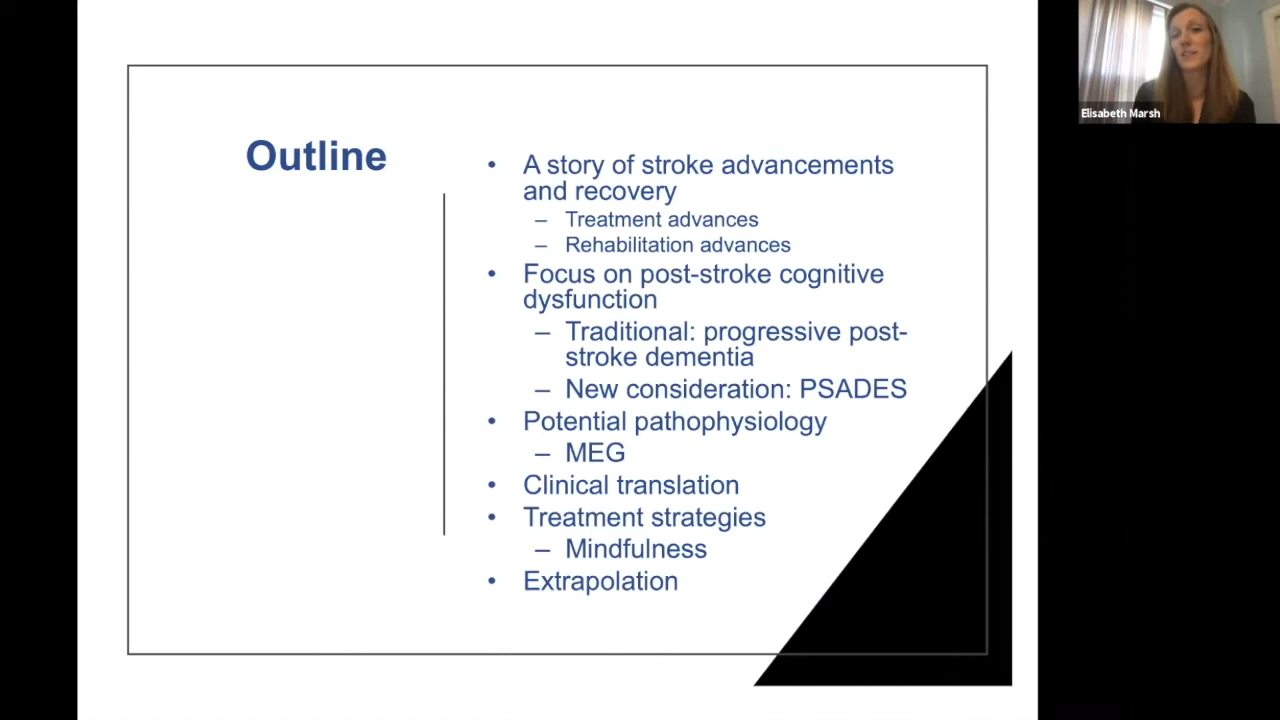 Outline
• A story of stroke advancements
and recovery
– Treatment advances
– Rehabilitation advances
• Focus on post-stroke cognitive
dysfunction
– Traditional: progressive post-
stroke dementia
– New consideration: PSADES
• Potential pathophysiology
– MEG
• Clinical translation
• Treatment strategies
– Mindfulness
• Extrapolation
Elisabeth Marsh